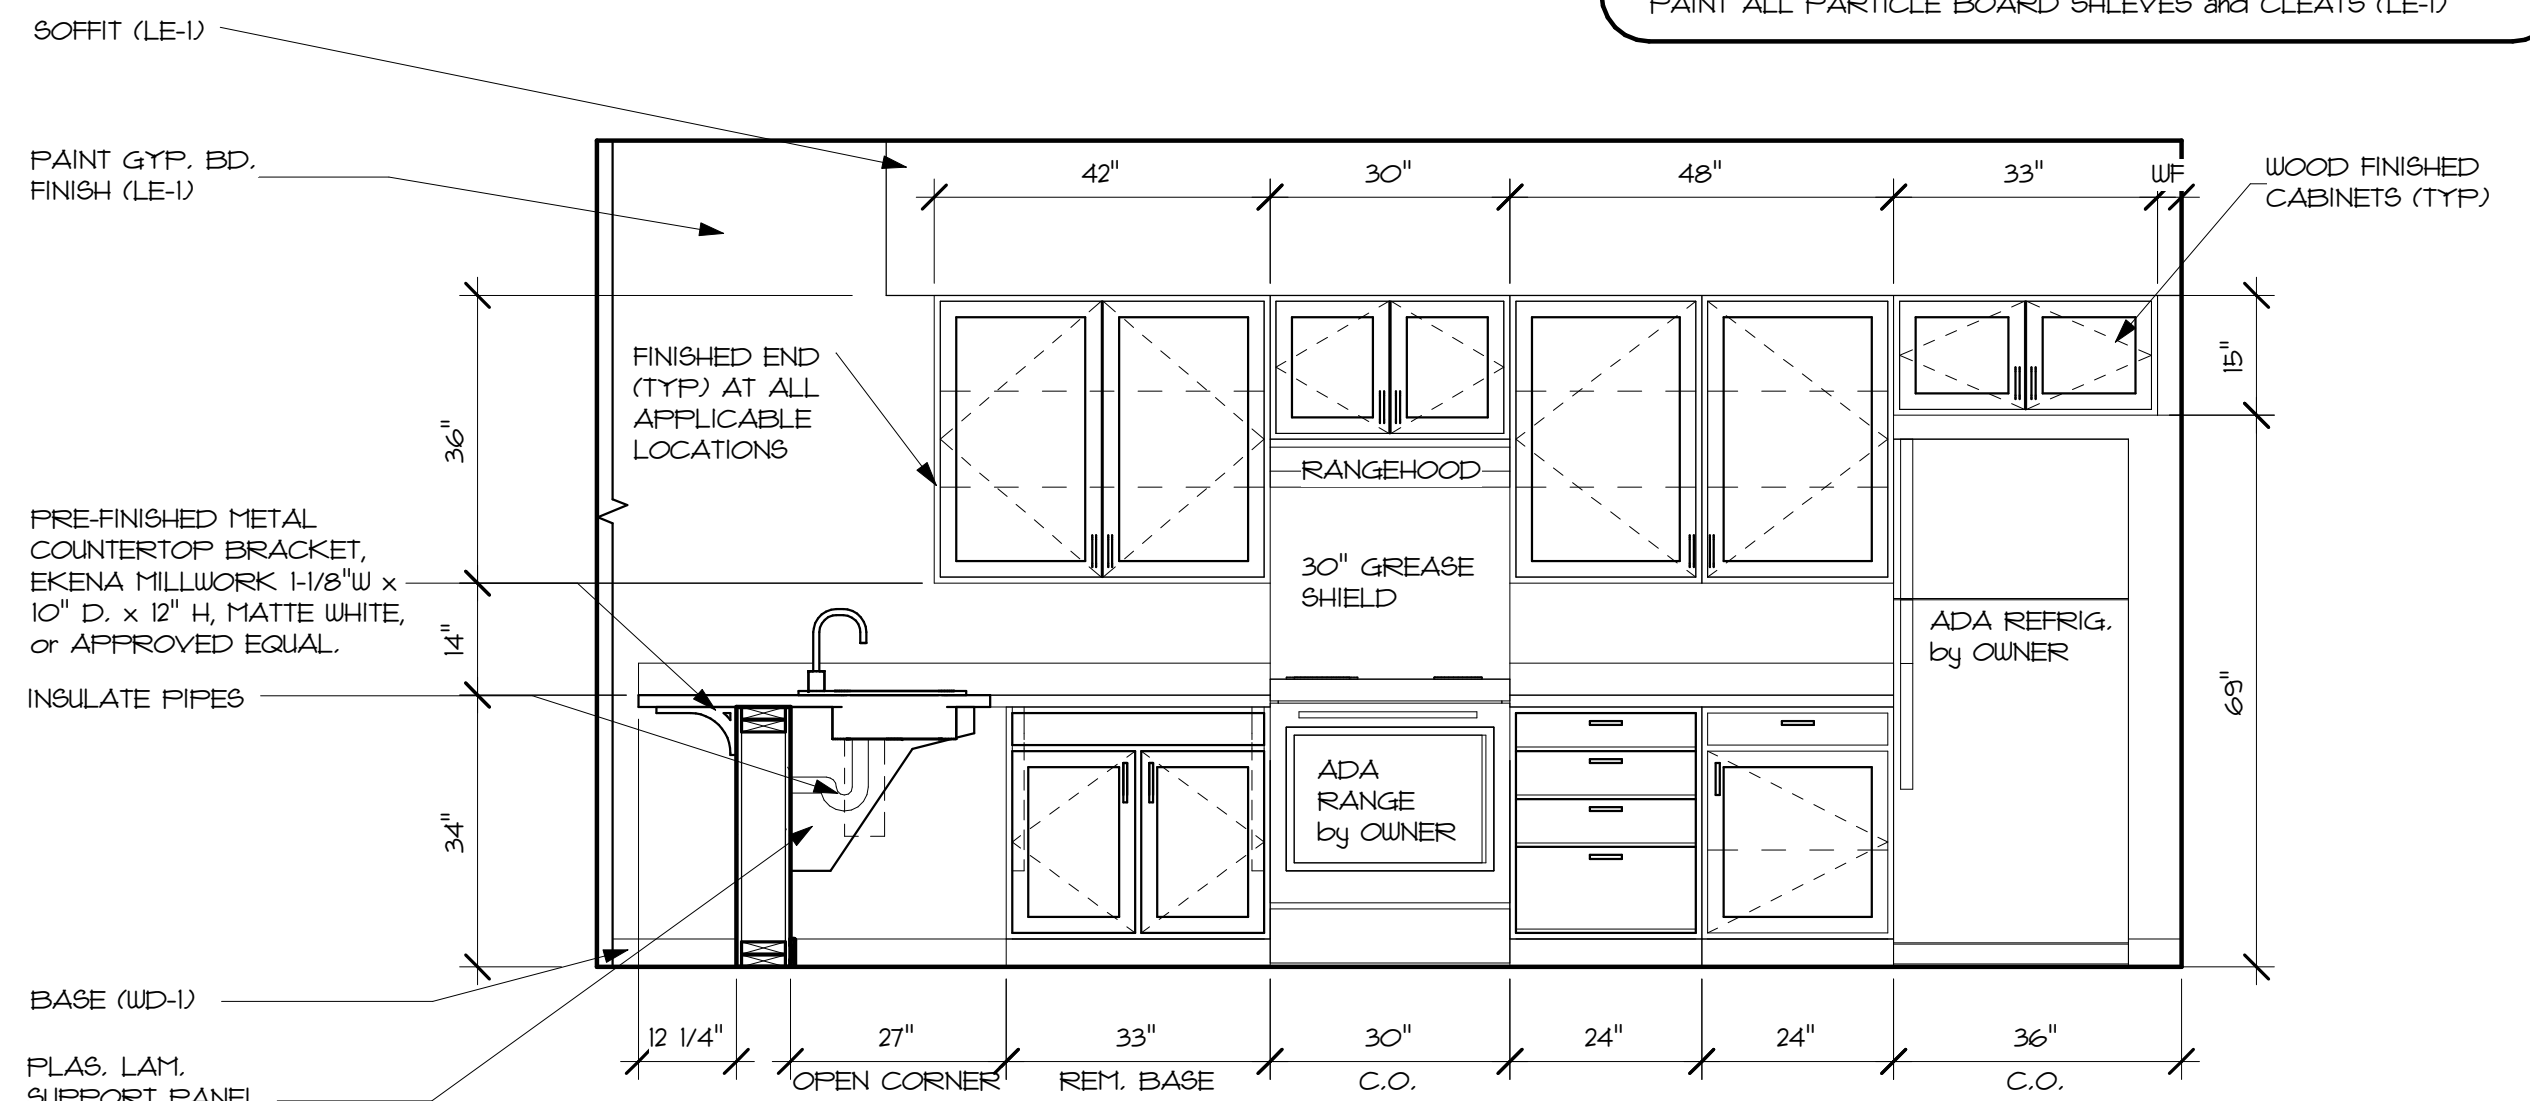 PAINT ALL PARTICLE BOARD SHLEVES and CLEATS (LE-1)
SOFFIT (LE-1)
PAINT GYP. BD.
FINISH (LE-1)
42"
30"
48"
33"
WF
WOOD FINISHED
CABINETS (TYP)
FINISHED END
(TYP) AT ALL
APPLICABLE
LOCATIONS
36"
15"
RANGEHOOD
PRE-FINISHED METAL
COUNTERTOP BRACKET,
EKENA MILLWORK 1-1/8"W x
10" D. x 12" H, MATTE WHITE,
or APPROVED EQUAL.
30" GREASE
SHIELD
14"
ADA REFRIG.
by OWNER
69"
INSULATE PIPES
ADA
RANGE
by OWNER
34"
BASE (WD-1)
12 1/4"
27"
33"
30"
24"
24"
36"
OPEN CORNER
REM. BASE
C.O.
C.O.
PLAS. LAM.
SUPPORT PANEL